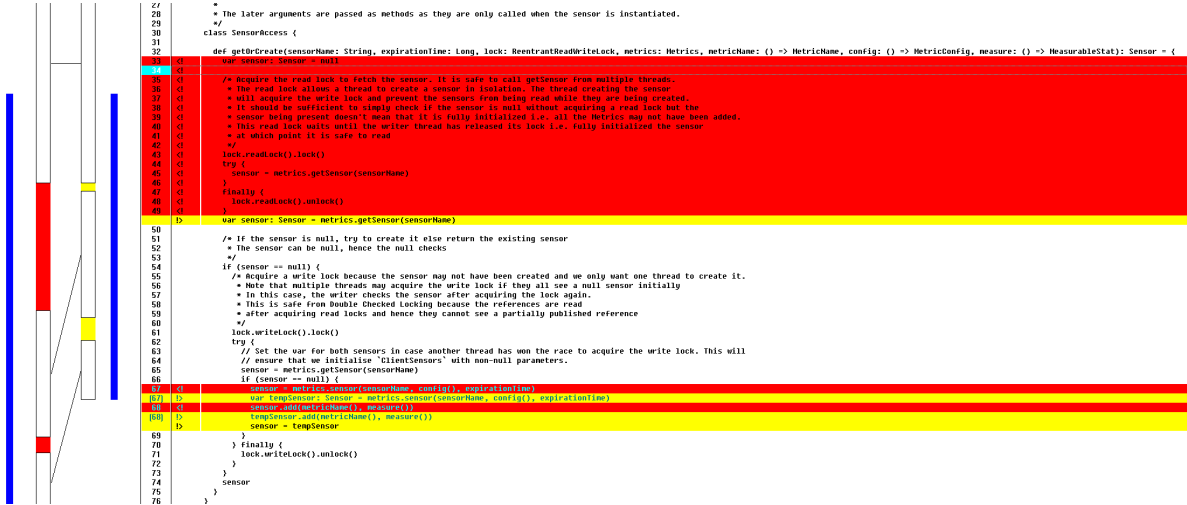 27 *
28 * The later arguments are passed as methods as they are only called when the sensor is instantiated.
29 */
30 class SensorAccess {
31
32 def getOrCreate(sensorName: String, expirationTime: Long, lock: ReentrantReadWriteLock, metrics: Metrics, metricName: () => MetricName, config: () => MetricConfig, measure: () => MeasurableStat): Sensor = {
33 <! var sensor: Sensor = null
34 <!
35 <! /* Acquire the read lock to fetch the sensor. It is safe to call getSensor from multiple threads.
36 <! * The read lock allows a thread to create a sensor in isolation. The thread creating the sensor
37 <! * will acquire the write lock and prevent the sensors from being read while they are being created.
38 <! * It should be sufficient to simply check if the sensor is null without acquiring a read lock but the
39 <! * sensor being present doesn't mean that it is fully initialized i.e. all the Metrics may not have been added.
40 <! * This read lock waits until the writer thread has released its lock i.e. fully initialized the sensor
41 <! * at which point it is safe to read
42 <! */
43 <! lock.readLock().lock()
44 <! try {
45 <! sensor = metrics.getSensor(sensorName)
46 <! }
47 <! finally {
48 <! lock.readLock().unlock()
49 <! }
!> var sensor: Sensor = metrics.getSensor(sensorName)
50
51 /* If the sensor is null, try to create it else return the existing sensor
52 * The sensor can be null, hence the null checks
53 */
54 if (sensor == null) {
55 /* Acquire a write lock because the sensor may not have been created and we only want one thread to create it.
56 * Note that multiple threads may acquire the write lock if they all see a null sensor initially
57 * In this case, the writer checks the sensor after acquiring the lock again.
58 * This is safe from Double Checked Locking because the references are read
59 * after acquiring read locks and hence they cannot see a partially published reference
60 */
61 lock.writeLock().lock()
62 try {
63 // Set the var for both sensors in case another thread has won the race to acquire the write lock. This will
64 // ensure that we initialise `ClientSensors` with non-null parameters.
65 sensor = metrics.getSensor(sensorName)
66 if (sensor == null) {
67 <! sensor = metrics.sensor(sensorName, config(), expirationTime)
(67) !> var tempSensor: Sensor = metrics.sensor(sensorName, config(), expirationTime)
68 <! sensor.add(metricName(), measure())
(68) !> tempSensor.add(metricName(), measure())
!> sensor = tempSensor
69 }
70 } finally {
71 lock.writeLock().unlock()
72 }
73 }
74 sensor
75 }
76 }